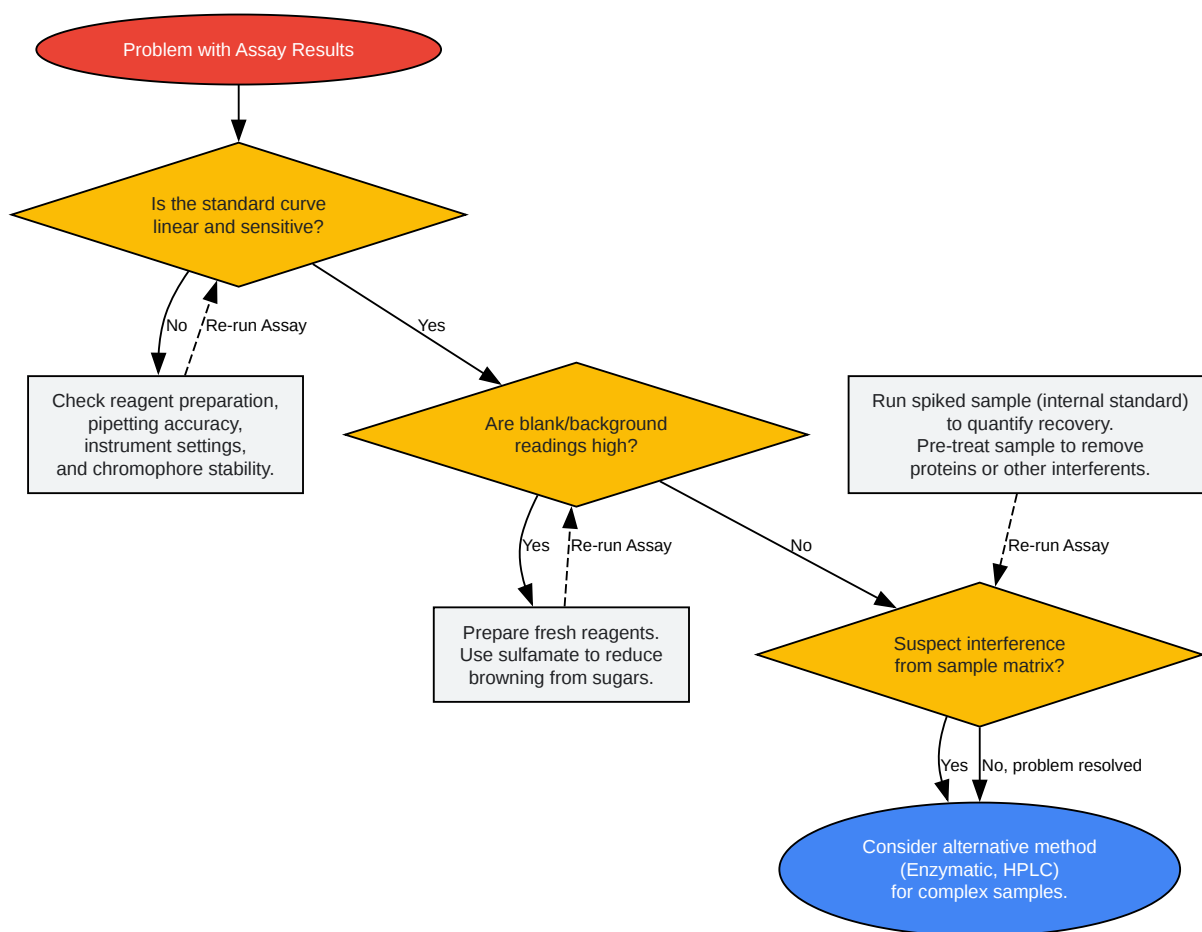 Problem with Assay Results
Is the standard curve
linear and sensitive?
No
Re-run Assay
Yes
Check reagent preparation,
pipetting accuracy,
instrument settings,
and chromophore stability.
Are blank/background
readings high?
Run spiked sample (internal standard)
to quantify recovery.
Pre-treat sample to remove
proteins or other interferents.
Yes
Re-run Assay
No
Re-run Assay
Prepare fresh reagents.
Use sulfamate to reduce
browning from sugars.
Suspect interference
from sample matrix?
Yes
No, problem resolved
Consider alternative method
(Enzymatic, HPLC)
for complex samples.